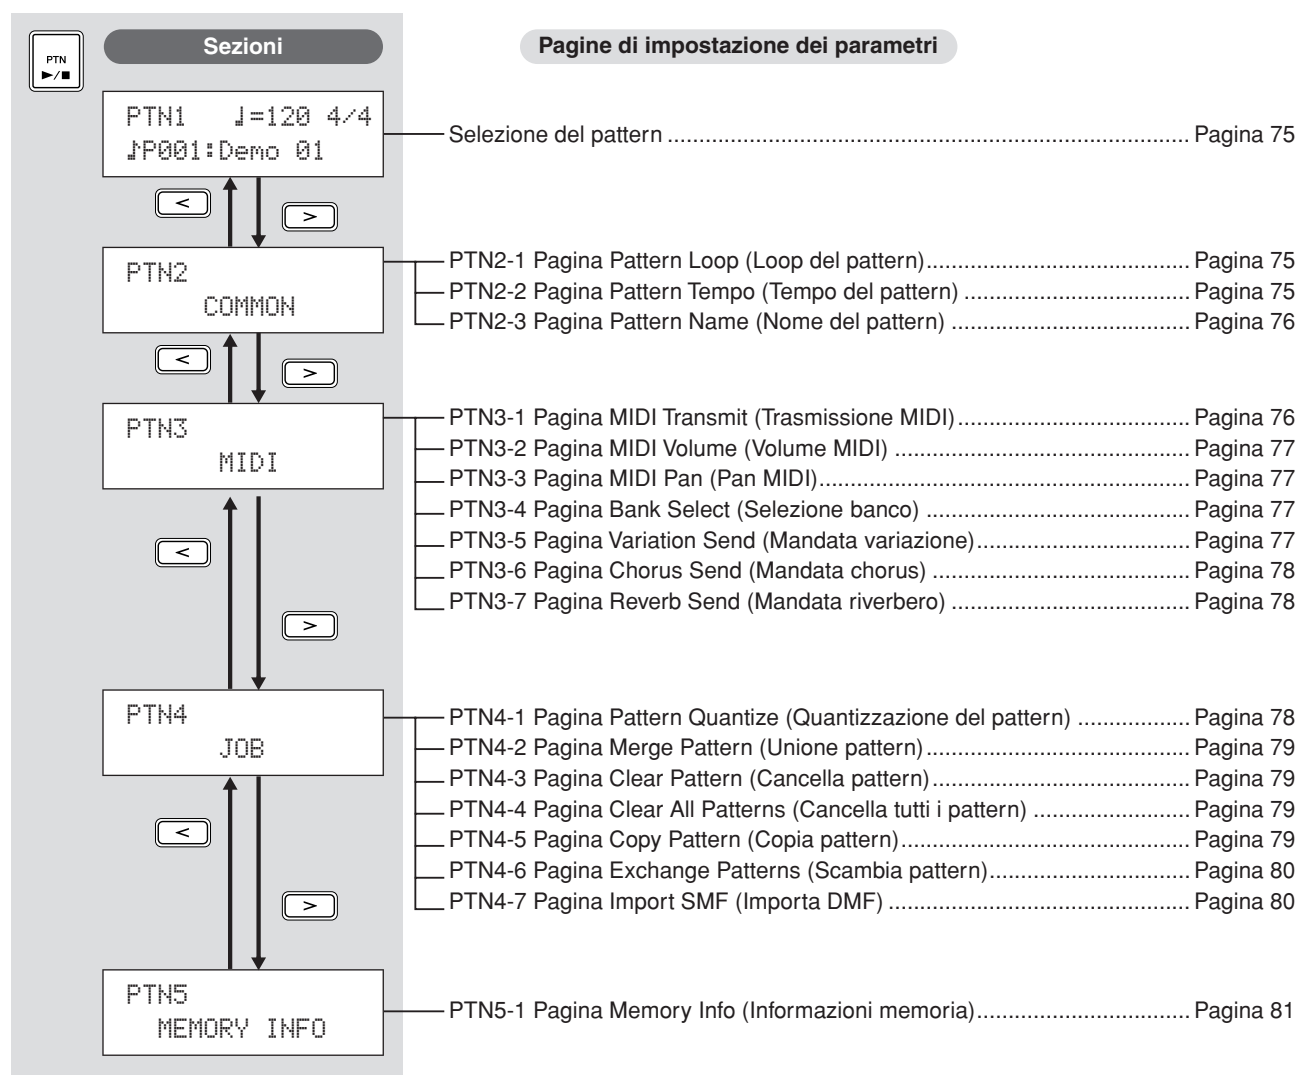 PTN
►/■
Sezioni
Pagine di impostazione dei parametri
PTN1 ♩=120 4/4
♪P001:Demo 01
Selezione del pattern ........ Pagina 75
<
>
PTN2
COMMON
PTN2-1 Pagina Pattern Loop (Loop del pattern) ........ Pagina 75
PTN2-2 Pagina Pattern Tempo (Tempo del pattern) ........ Pagina 75
PTN2-3 Pagina Pattern Name (Nome del pattern) ........ Pagina 76
<
>
PTN3
MIDI
PTN3-1 Pagina MIDI Transmit (Trasmissione MIDI) ........ Pagina 76
PTN3-2 Pagina MIDI Volume (Volume MIDI) ........ Pagina 77
PTN3-3 Pagina MIDI Pan (Pan MIDI) ........ Pagina 77
PTN3-4 Pagina Bank Select (Selezione banco) ........ Pagina 77
PTN3-5 Pagina Variation Send (Mandata variazione) ........ Pagina 77
PTN3-6 Pagina Chorus Send (Mandata chorus) ........ Pagina 78
PTN3-7 Pagina Reverb Send (Mandata riverbero) ........ Pagina 78
<
>
PTN4
JOB
PTN4-1 Pagina Pattern Quantize (Quantizzazione del pattern) ........ Pagina 78
PTN4-2 Pagina Merge Pattern (Unione pattern) ........ Pagina 79
PTN4-3 Pagina Clear Pattern (Cancella pattern) ........ Pagina 79
PTN4-4 Pagina Clear All Patterns (Cancella tutti i pattern) ........ Pagina 79
PTN4-5 Pagina Copy Pattern (Copia pattern) ........ Pagina 79
PTN4-6 Pagina Exchange Patterns (Scambia pattern) ........ Pagina 80
PTN4-7 Pagina Import SMF (Importa DMF) ........ Pagina 80
<
>
PTN5
MEMORY INFO
PTN5-1 Pagina Memory Info (Informazioni memoria) ........ Pagina 81